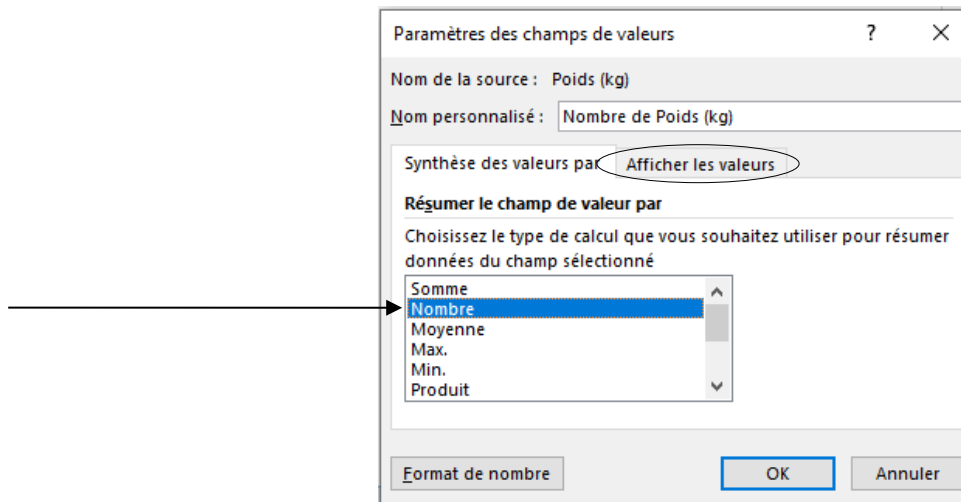 Paramètres des champs de valeurs ?
Nom de la source : Poids (kg)
Nom personnalisé : Nombre de Poids (kg)
Synthèse des valeurs par Afficher les valeurs
Résumer le champ de valeur par
Choisissez le type de calcul que vous souhaitez utiliser pour résumer
données du champ sélectionné
Somme
Nombre
Moyenne
Max.
Min.
Produit
Format de nombre OK Annuler